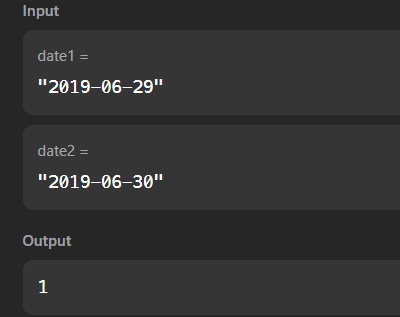 Input
date1 =
"2019-06-29"
date2 =
"2019-06-30"
Output
1